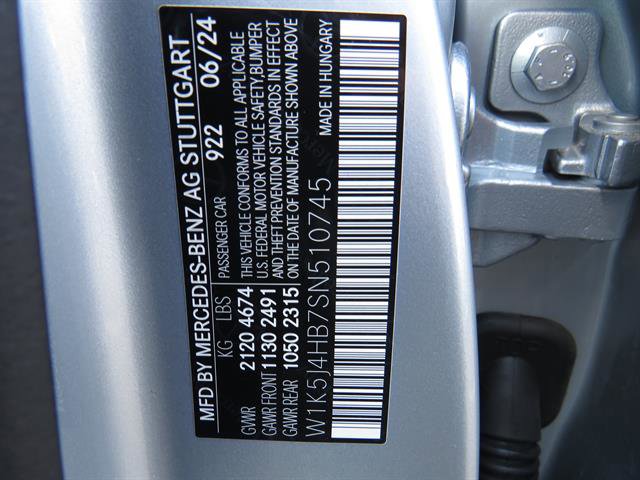 MFD BY MERCEDES-BENZ AG STUTTGART
922 06/24
KG LBS PASSENGER CAR
GVWR 2120 4674 THIS VEHICLE CONFORMS TO ALL APPLICABLE
GAWR FRONT 1130 2491 U.S. FEDERAL MOTOR VEHICLE SAFETY, BUMPER
GAWR REAR 1050 2315 AND THEFT PREVENTION STANDARDS IN EFFECT
ON THE DATE OF MANUFACTURE SHOWN ABOVE
W1K5J4HB7SN510745 MADE IN HUNGARY